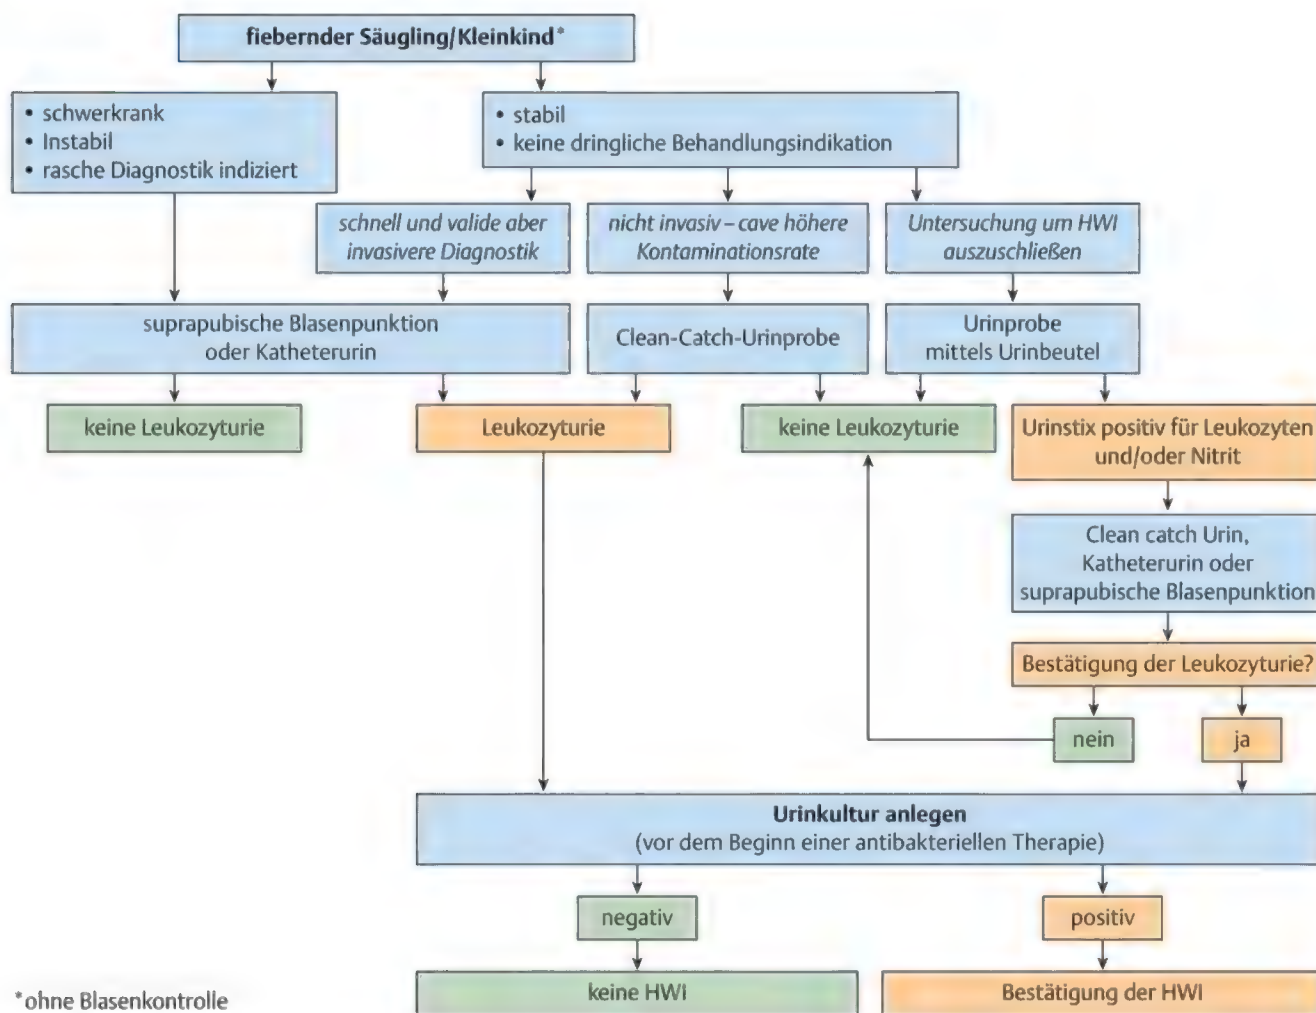 fiebernder Säugling/Kleinkind*
• schwerkrank
• Instabil
• rasche Diagnostik indiziert
• stabil
• keine dringliche Behandlungsindikation
schnell und valide aber
invasivere Diagnostik
nicht invasiv – cave höhere
Kontaminationsrate
Untersuchung um HWI
auszuschließen
suprapubische Blasenpunktion
oder Katheterurin
Clean-Catch-Urinprobe
Urinprobe
mittels Urinbeutel
keine Leukozyturie
Leukozyturie
keine Leukozyturie
Urinstix positiv für Leukozyten
und/oder Nitrit
Clean catch Urin,
Katheterurin oder
suprapubische Blasenpunktion
Bestätigung der Leukozyturie?
nein
ja
Urinkultur anlegen
(vor dem Beginn einer antibakteriellen Therapie)
negativ
positiv
keine HWI
Bestätigung der HWI
*ohne Blasenkontrolle